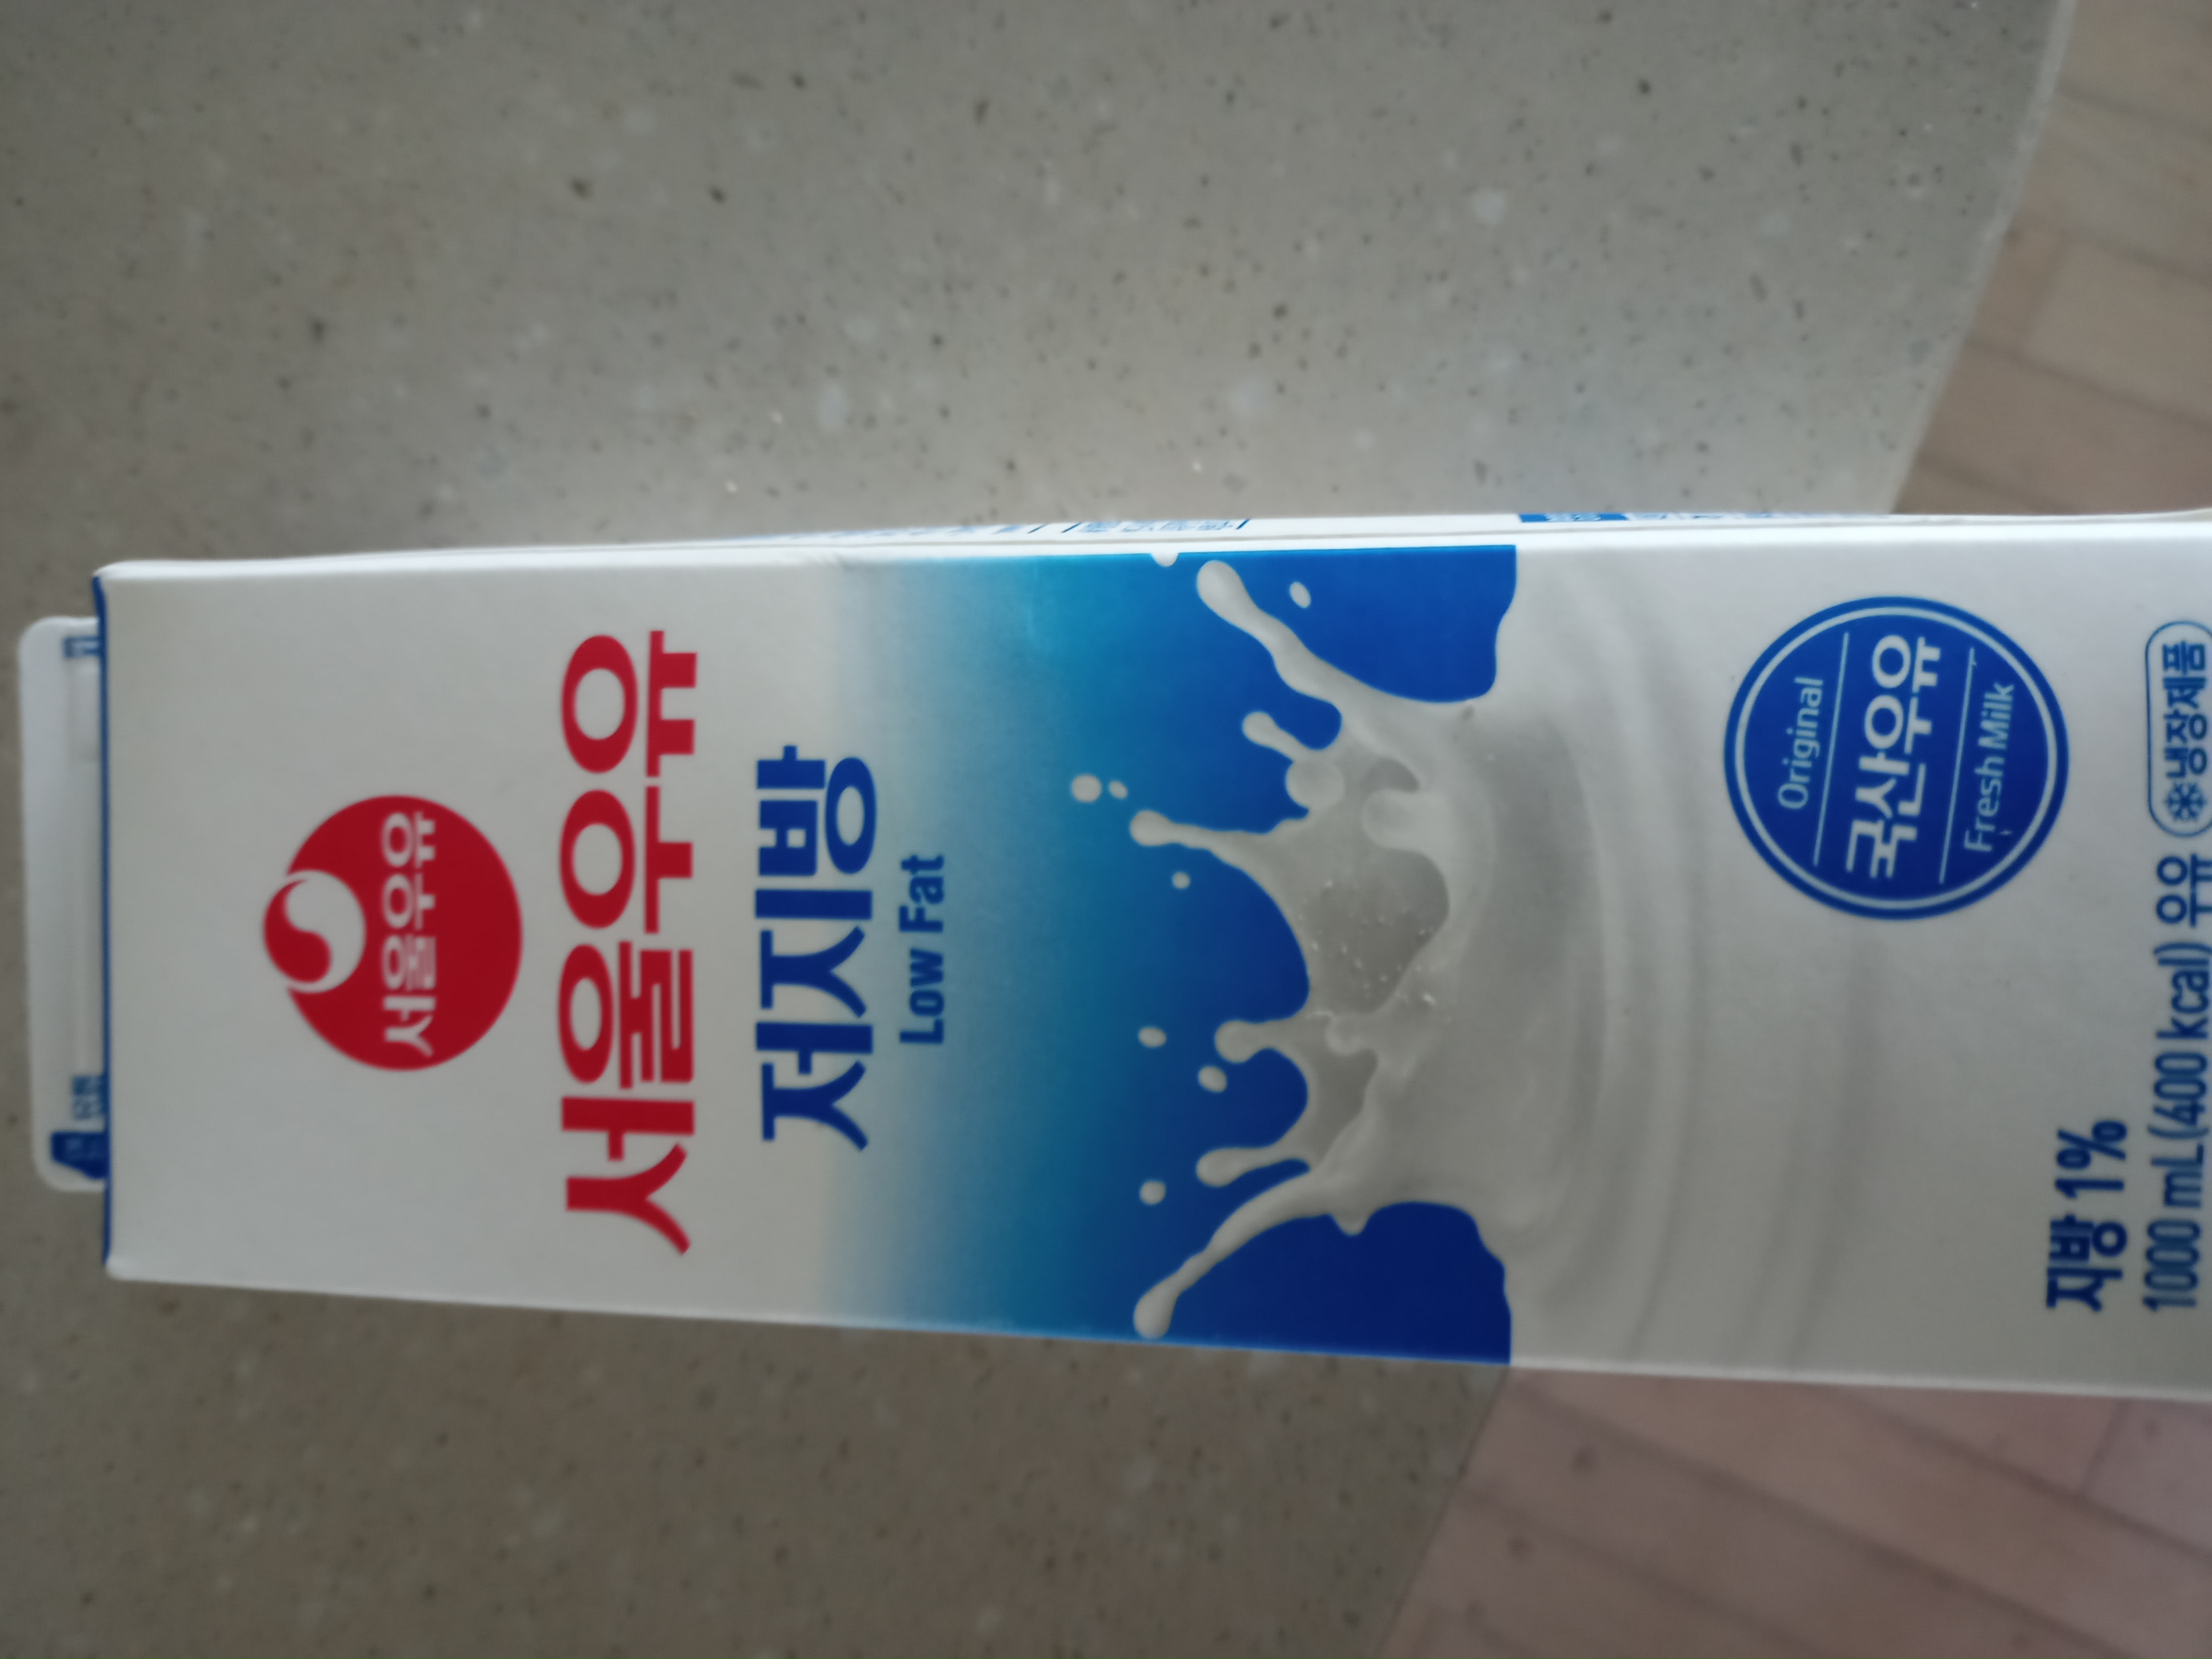 서울우유
서울우유
저지방
Low Fat
Original
국산우유
Fresh Milk
지방 1%
1000 mL(400 kcal) 우유 냉장제품